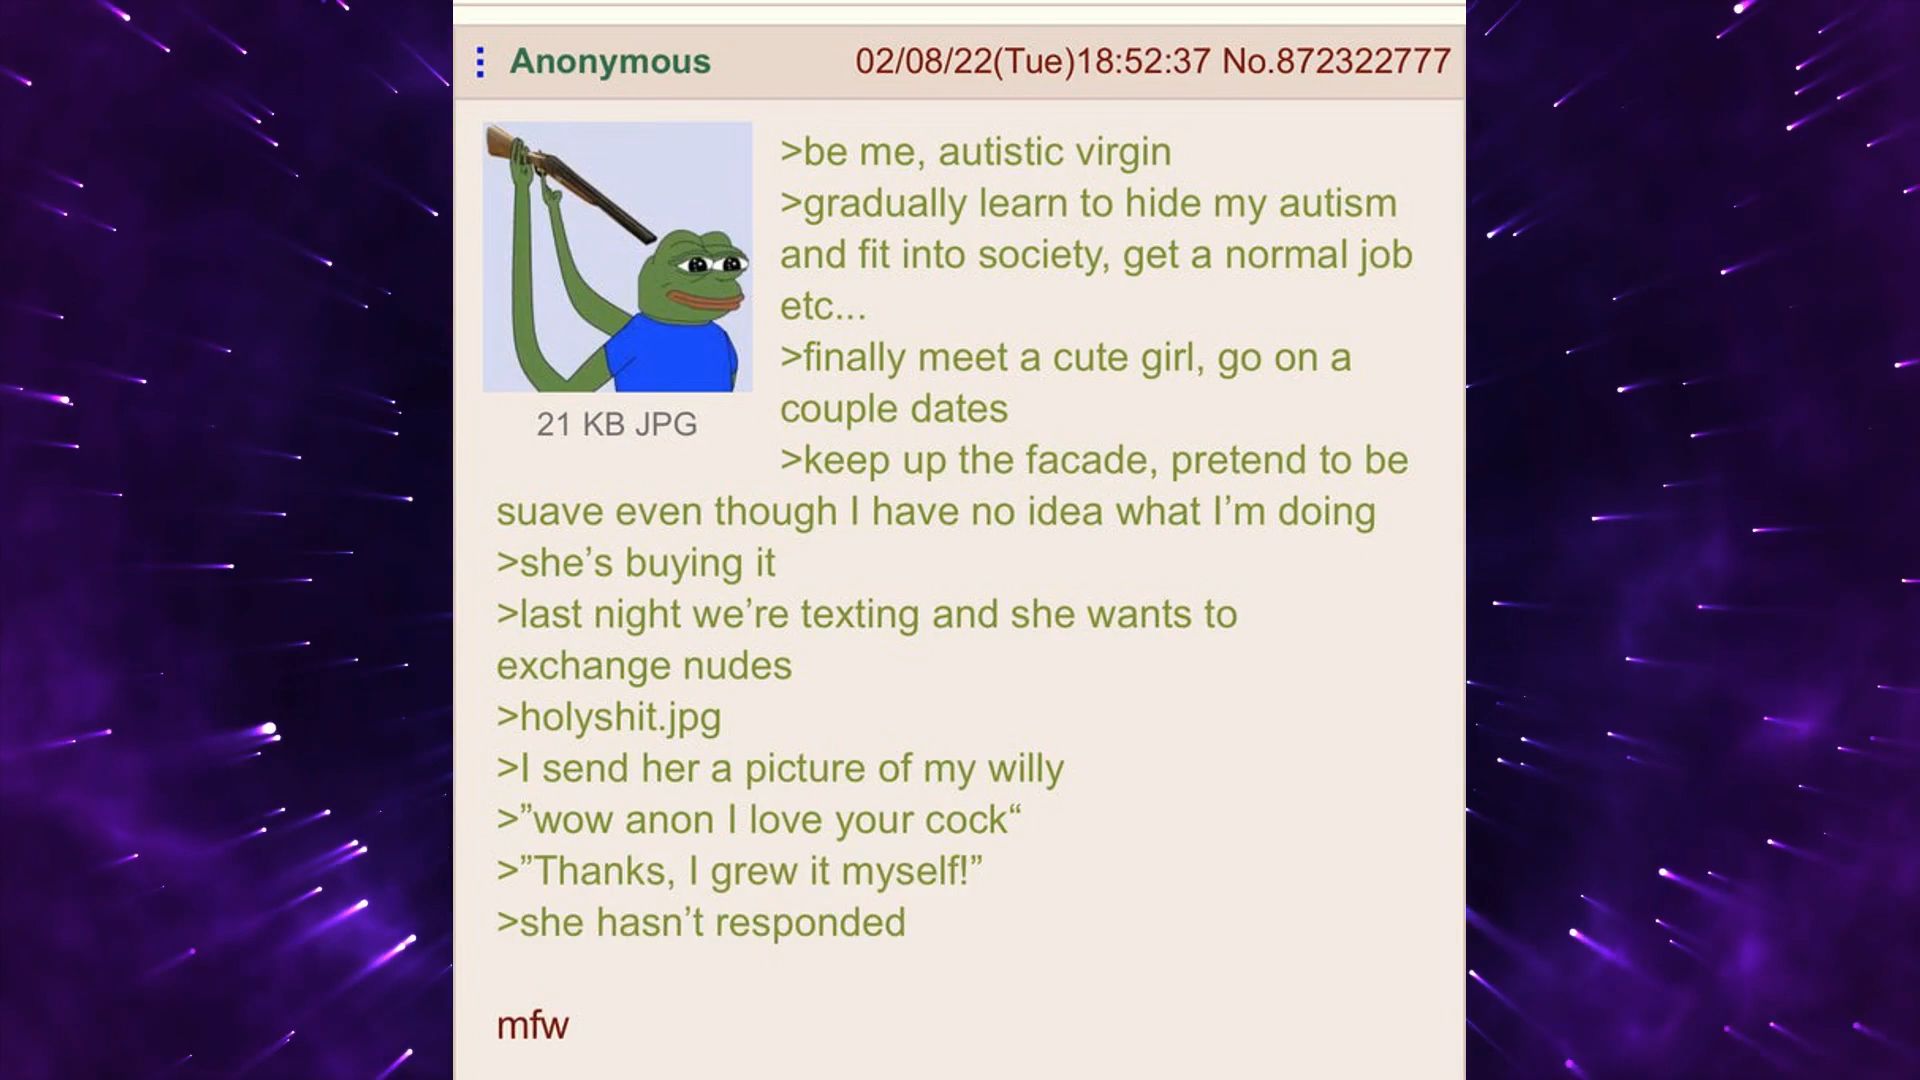 Anonymous 02/08/22(Tue)18:52:37 No.872322777
>be me, autistic virgin
>gradually learn to hide my autism
and fit into society, get a normal job
etc...
>finally meet a cute girl, go on a
couple dates
21 KB JPG
>keep up the facade, pretend to be
suave even though I have no idea what I’m doing
>she’s buying it
>last night we’re texting and she wants to
exchange nudes
>holyshit.jpg
>I send her a picture of my willy
>”wow anon I love your cock“
>”Thanks, I grew it myself!”
>she hasn’t responded
mfw